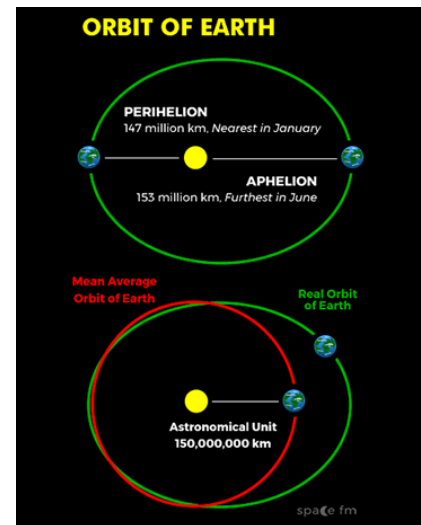 ORBIT OF EARTH
PERIHELION
147 million km, Nearest in January
APHELION
153 million km, Furthest in June
Mean Average
Orbit of Earth
Real Orbit
of Earth
Astronomical Unit
150,000,000 km
space fm